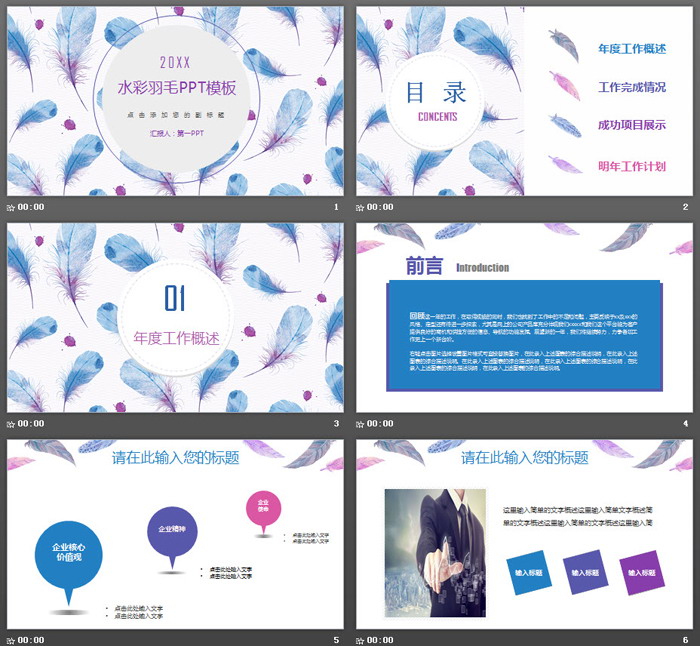 20XX
水彩羽毛PPT模板
点击添加您的副标题
汇报人：第一PPT
00:00
1
目 录
CONCENTS
年度工作概述
工作完成情况
成功项目展示
明年工作计划
00:00
2
01
年度工作概述
00:00
3
前言 Introduction
00:00
4
请在此输入您的标题
企业核心
价值观
企业精神
企业
使命
点击此处输入文字
点击此处输入文字
点击此处输入文字
点击此处输入文字
点击此处输入文字
点击此处输入文字
00:00
5
请在此输入您的标题
这里输入简单的文字概述这里输入简单文字概述简
单的文字概述这里输入简单的文字概述这里输入简
输入标题
输入标题
输入标题
00:00
6